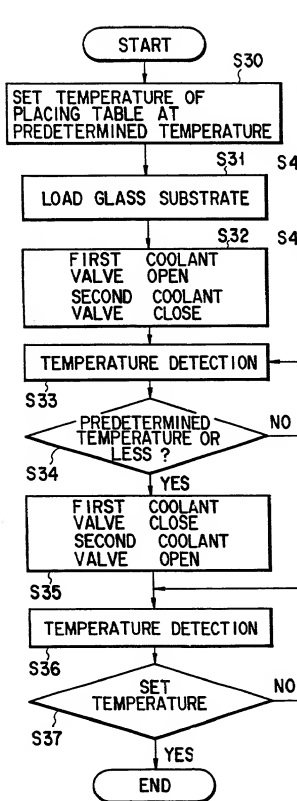 START
S30
SET TEMPERATURE OF
PLACING TABLE AT
PREDETERMINED TEMPERATURE
S31
S4
LOAD GLASS SUBSTRATE
S32
S4
FIRST COOLANT
VALVE OPEN
SECOND COOLANT
VALVE CLOSE
TEMPERATURE DETECTION
S33
PREDETERMINED
TEMPERATURE OR
LESS ?
NO
S34
YES
FIRST COOLANT
VALVE CLOSE
SECOND COOLANT
VALVE OPEN
S35
TEMPERATURE DETECTION
S36
SET
TEMPERATURE
NO
S37
YES
END